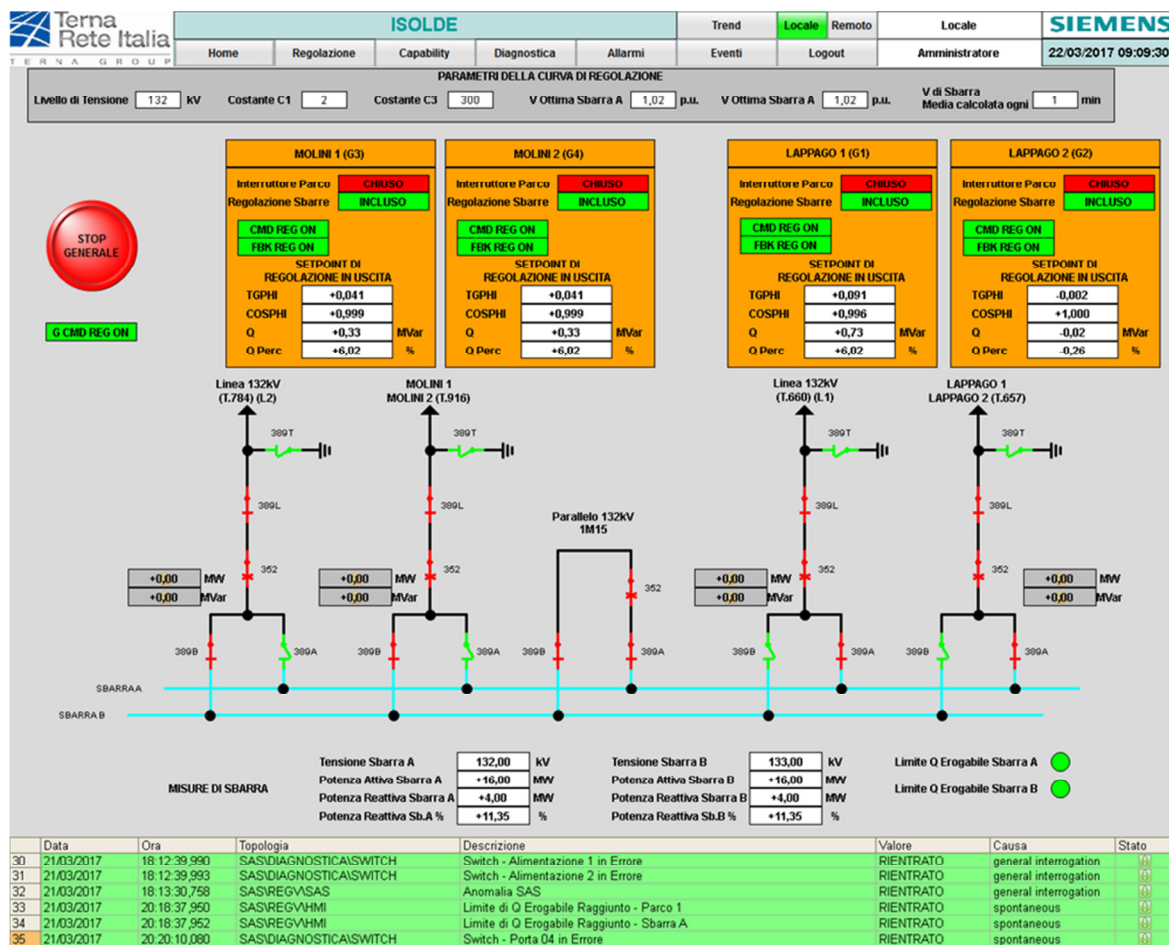 Terna
Rete Italia
TERNA GROUP
ISOLDE
Trend
Locale
Remoto
Locale
SIEMENS
Home
Regolazione
Capability
Diagnostica
Allarmi
Eventi
Logout
Amministratore
22/03/2017 09:09:30
PARAMETRI DELLA CURVA DI REGOLAZIONE
Livello di Tensione 132 kV Costante C1 2 Costante C3 300 V Ottima Sbarra A 1,02 p.u. V Ottima Sbarra A 1,02 p.u. V di Sbarra
Media calcolata ogni 1 min
MOLINI 1 (G3)
Interruttore Parco CHIUSO
Regolazione Sbarre INCLUSO
CMD REG ON
FBK REG ON
SETPOINT DI
REGOLAZIONE IN USCITA
TGPHI +0,041
COSPHI +0,999
Q +0,33 MVar
Q Perc +6,02 %
MOLINI 2 (G4)
Interruttore Parco CHIUSO
Regolazione Sbarre INCLUSO
CMD REG ON
FBK REG ON
SETPOINT DI
REGOLAZIONE IN USCITA
TGPHI +0,041
COSPHI +0,999
Q +0,33 MVar
Q Perc +6,02 %
LAPPAGO 1 (G1)
Interruttore Parco CHIUSO
Regolazione Sbarre INCLUSO
CMD REG ON
FBK REG ON
SETPOINT DI
REGOLAZIONE IN USCITA
TGPHI +0,091
COSPHI +0,996
Q +0,73 MVar
Q Perc +6,02 %
LAPPAGO 2 (G2)
Interruttore Parco CHIUSO
Regolazione Sbarre INCLUSO
CMD REG ON
FBK REG ON
SETPOINT DI
REGOLAZIONE IN USCITA
TGPHI -0,002
COSPHI +1,000
Q -0,02 MVar
Q Perc -0,26 %
STOP
GENERALE
G CMD REG ON
Linea 132kV
(T.784) (L2)
389T
389L
352
+0,00 MW
+0,00 MVar
389B
389A
MOLINI 1
MOLINI 2 (T.916)
389T
389L
352
+0,00 MW
+0,00 MVar
389B
389A
Parallelo 132kV
1M15
352
389B
389A
Linea 132kV
(T.660) (L1)
389T
389L
352
+0,00 MW
+0,00 MVar
389B
389A
LAPPAGO 1
LAPPAGO 2 (T.657)
389T
389L
352
+0,00 MW
+0,00 MVar
389B
389A
SBARRA A
SBARRA B
MISURE DI SBARRA
Tensione Sbarra A 132,00 kV
Potenza Attiva Sbarra A +16,00 MW
Potenza Reattiva Sbarra A +4,00 MW
Potenza Reattiva Sb.A % +11,35 %
Tensione Sbarra B 133,00 kV
Potenza Attiva Sbarra B +16,00 MW
Potenza Reattiva Sbarra B +4,00 MW
Potenza Reattiva Sb.B % +11,35 %
Limite Q Erogabile Sbarra A
Limite Q Erogabile Sbarra B
Data Ora Topologia Descrizione Valore Causa Stato
30 21/03/2017 18:12:39,990 SAS\DIAGNOSTICA\SWITCH Switch - Alimentazione 1 in Errore RIENTRATO general interrogation
31 21/03/2017 18:12:39,993 SAS\DIAGNOSTICA\SWITCH Switch - Alimentazione 2 in Errore RIENTRATO general interrogation
32 21/03/2017 18:13:30,758 SAS\REGV\SAS Anomalia SAS RIENTRATO general interrogation
33 21/03/2017 20:18:37,950 SAS\REGV\HMI Limite di Q Erogabile Raggiunto - Parco 1 RIENTRATO spontaneous
34 21/03/2017 20:18:37,952 SAS\REGV\HMI Limite di Q Erogabile Raggiunto - Sbarra A RIENTRATO spontaneous
35 21/03/2017 20:20:10,080 SAS\DIAGNOSTICA\SWITCH Switch - Porta 04 in Errore RIENTRATO spontaneous